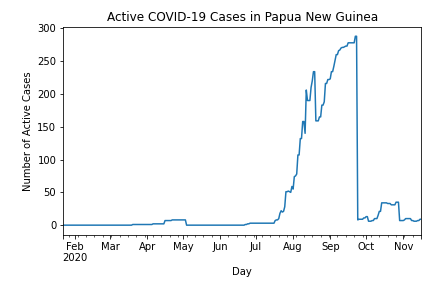 Active COVID-19 Cases in Papua New Guinea
Number of Active Cases
300
250
200
150
100
50
0
Feb Mar Apr May Jun Jul Aug Sep Oct Nov
2020
Day